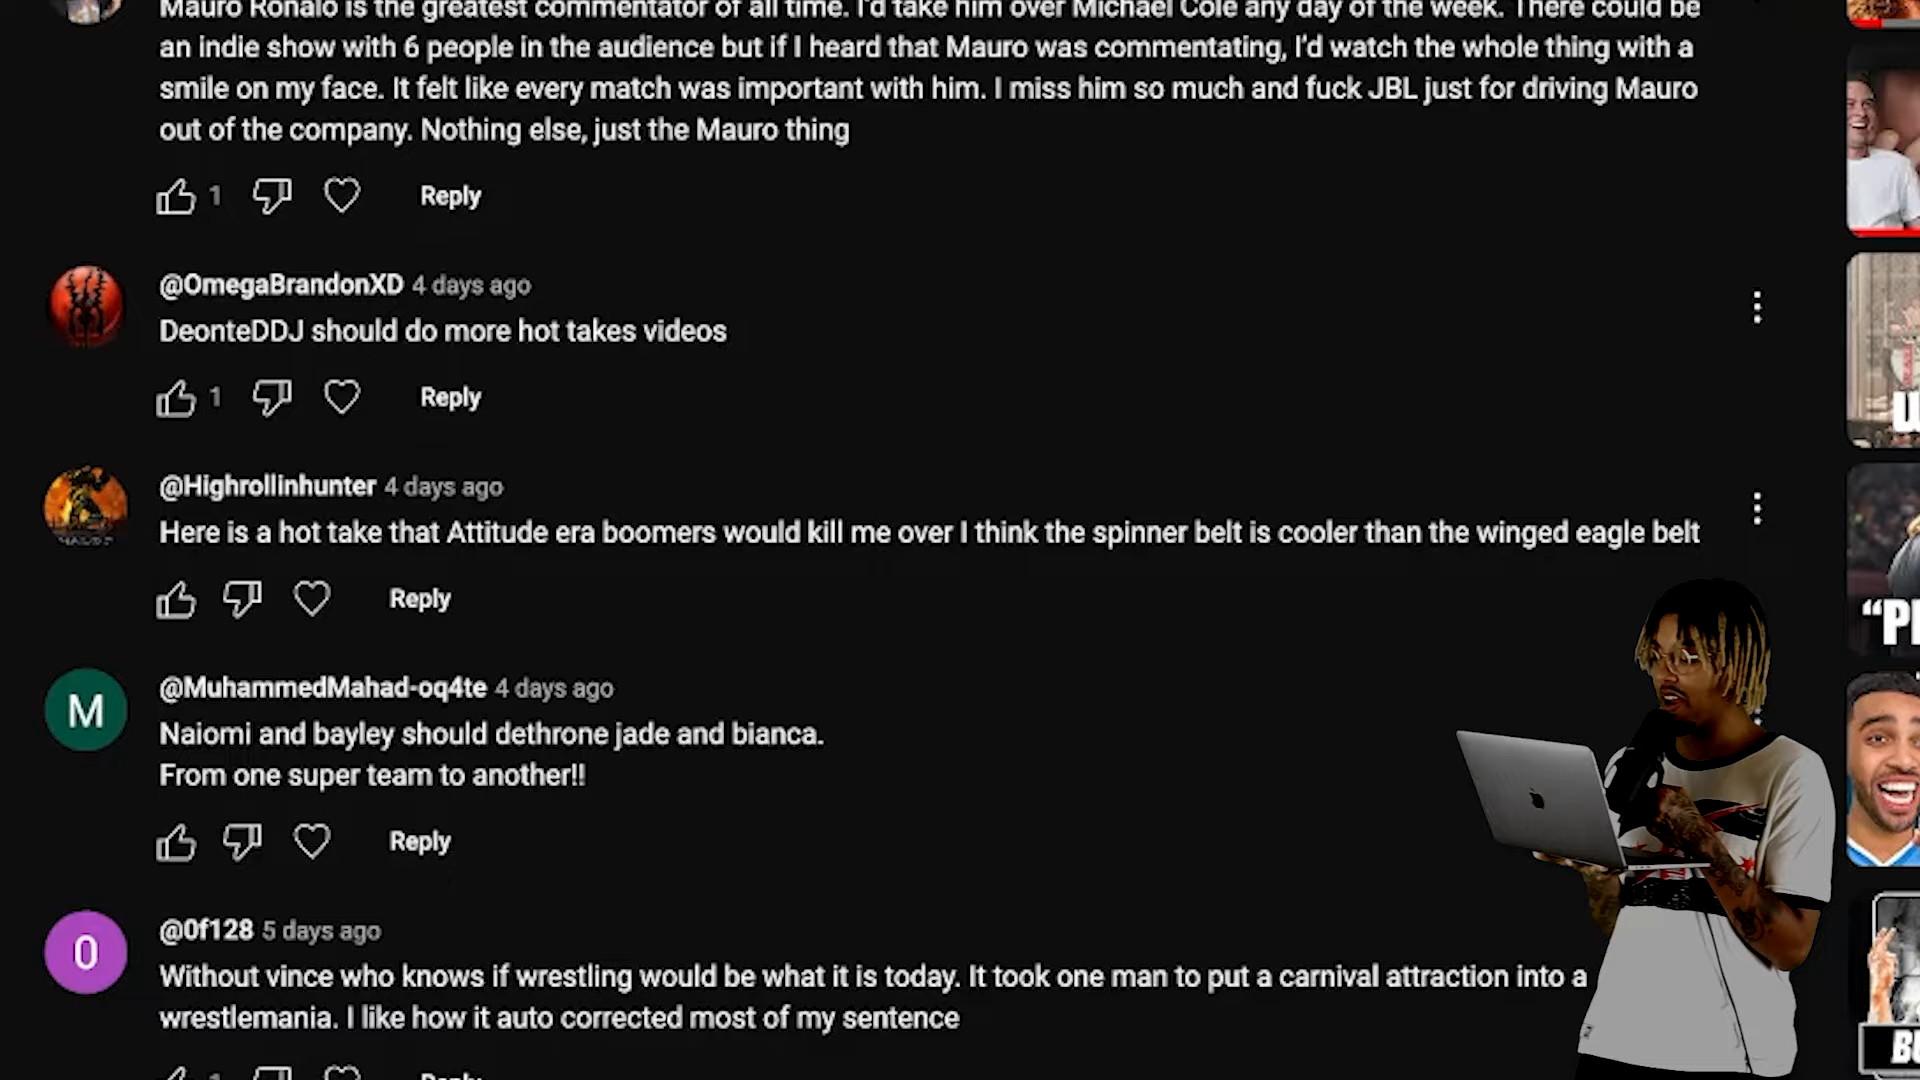 Mauro Ronalo is the greatest commentator of all time. I'd take him over Michael Cole any day of the week. There could be
an indie show with 6 people in the audience but if I heard that Mauro was commentating, I'd watch the whole thing with a
smile on my face. It felt like every match was important with him. I miss him so much and fuck JBL just for driving Mauro
out of the company. Nothing else, just the Mauro thing
1 Reply
@OmegaBrandonXD 4 days ago
DeonteDDJ should do more hot takes videos
1 Reply
@Highrollinhunter 4 days ago
Here is a hot take that Attitude era boomers would kill me over I think the spinner belt is cooler than the winged eagle belt
Reply
M
@MuhammedMahad-oq4te 4 days ago
Naiomi and bayley should dethrone jade and bianca.
From one super team to another!!
Reply
0
@0f128 5 days ago
Without vince who knows if wrestling would be what it is today. It took one man to put a carnival attraction into a
wrestlemania. I like how it auto corrected most of my sentence
1 Reply